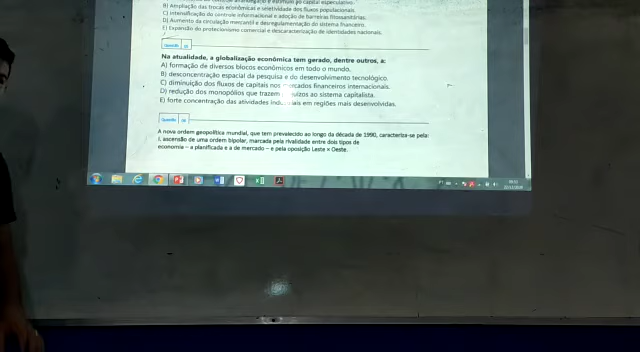 B) Ampliação das trocas econômicas e seletividade dos fluxos populacionais.
C) Intensificação do controle informacional e adoção de barreiras fitossanitárias.
D) Aumento da circulação mercantil e desregulamentação do sistema financeiro.
E) Expansão do protecionismo comercial e descaracterização de identidades nacionais.
Questão
Na atualidade, a globalização econômica tem gerado, dentre outros, a:
A) formação de diversos blocos econômicos em todo o mundo.
B) desconcentração espacial da pesquisa e do desenvolvimento tecnológico.
C) diminuição dos fluxos de capitais nos mercados financeiros internacionais.
D) redução dos monopólios que trazem ao sistema capitalista.
E) forte concentração das atividades em regiões mais desenvolvidas.
Questão
A nova ordem geopolítica mundial, que tem prevalecido ao longo da década de 1990, caracteriza-se pela:
I. ascensão de uma ordem bipolar, marcada pela rivalidade entre dois tipos de
economia – a planificada e a de mercado – e pela oposição Leste x Oeste.